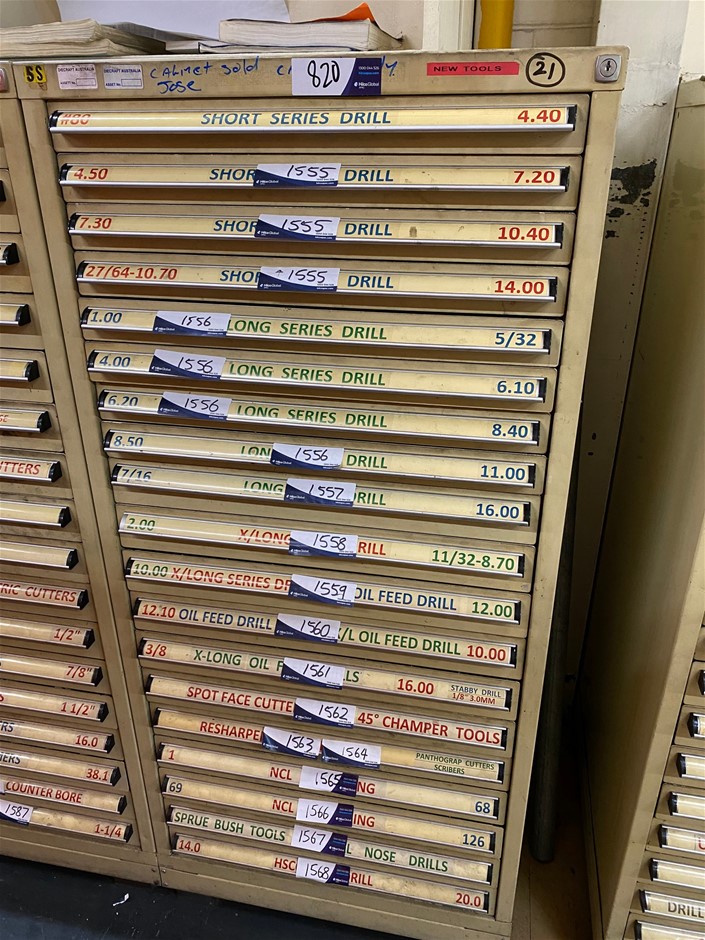 SS
CABINET SOLD
JOSE
820
HilcoGlobal
NEW TOOLS
21
#80 SHORT SERIES DRILL 4.40
4.50 SHOR 1555 DRILL 7.20
7.30 SHOR 1555 DRILL 10.40
27/64-10.70 SHOR 1555 DRILL 14.00
1.00 1556 LONG SERIES DRILL 5/32
4.00 1556 LONG SERIES DRILL 6.10
6.20 1556 LONG SERIES DRILL 8.40
8.50 LON 1556 DRILL 11.00
7/16 LONG 1557 RILL 16.00
2.00 X/LONG 1558 RILL 11/32-8.70
10.00 X/LONG SERIES DR 1559 OIL FEED DRILL 12.00
12.10 OIL FEED DRILL 1560 X/L OIL FEED DRILL 10.00
3/8 X-LONG OIL F 1561 LS 16.00 STABBY DRILL
1/8" 3.0MM
SPOT FACE CUTTE 1562 45° CHAMPER TOOLS
RESHARPE 1563 1564 PANTHOGRAP CUTTERS
SCRIBERS
1 NCL 1565 NG 68
69 NCL 1566 ING 126
SPRUE BUSH TOOLS 1567 L NOSE DRILLS
14.0 HSC 1568 RILL 20.0
UTTERS
RIC CUTTERS
1/2"
7/8"
1 1/2"
RS 16.0
IERS 38.1
COUNTER BORE
1587 1-1/4
DRILL